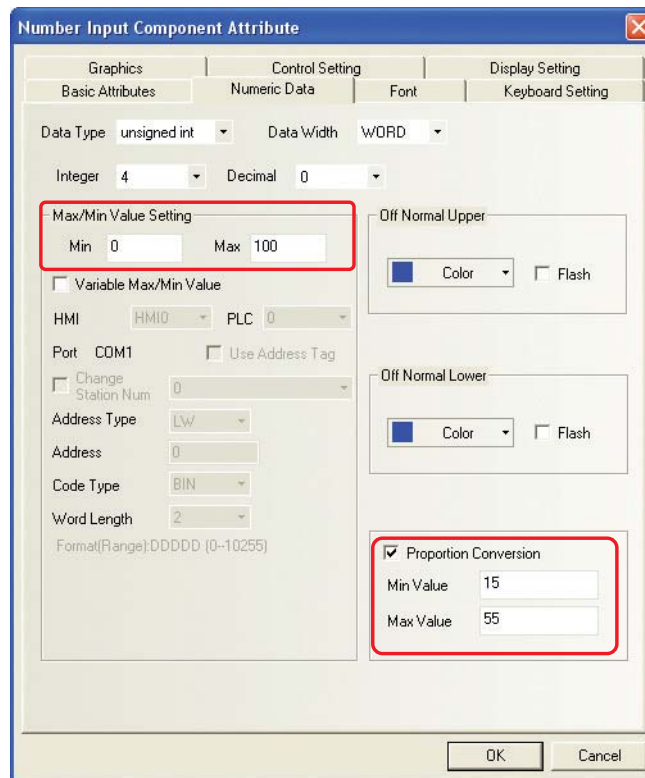 Number Input Component Attribute
Graphics Control Setting Display Setting
Basic Attributes Numeric Data Font Keyboard Setting
Data Type unsigned int Data Width WORD
Integer 4 Decimal 0
Max/Min Value Setting
Min 0 Max 100
Variable Max/Min Value
HMI HMI0 PLC 0
Port COM1 Use Address Tag
Change
Station Num 0
Address Type LW
Address 0
Code Type BIN
Word Length 2
Format(Range):DDDDD (0--10255)
Off Normal Upper
Color Flash
Off Normal Lower
Color Flash
Proportion Conversion
Min Value 15
Max Value 55
OK Cancel